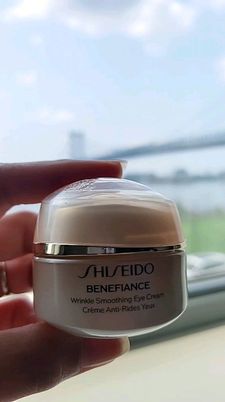 SHISEIDO
BENEFIANCE
Wrinkle Smoothing Eye Cream
Crème Anti-Rides Yeux